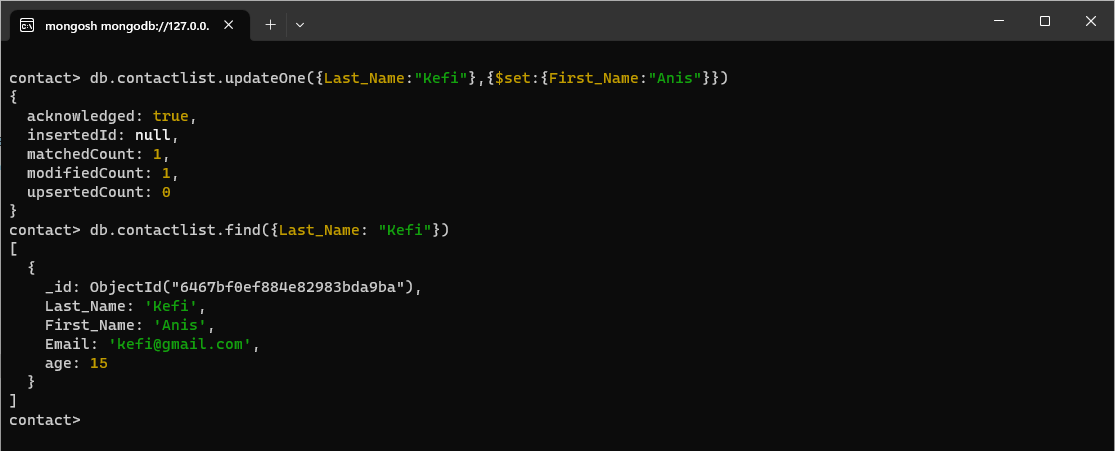 mongosh mongodb://127.0.0.
contact> db.contactlist.updateOne({Last_Name:"Kefi"},{$set:{First_Name:"Anis"}})
{
  acknowledged: true,
  insertedId: null,
  matchedCount: 1,
  modifiedCount: 1,
  upsertedCount: 0
}
contact> db.contactlist.find({Last_Name: "Kefi"})
[
  {
    _id: ObjectId("6467bf0ef884e82983bda9ba"),
    Last_Name: 'Kefi',
    First_Name: 'Anis',
    Email: 'kefi@gmail.com',
    age: 15
  }
]
contact>